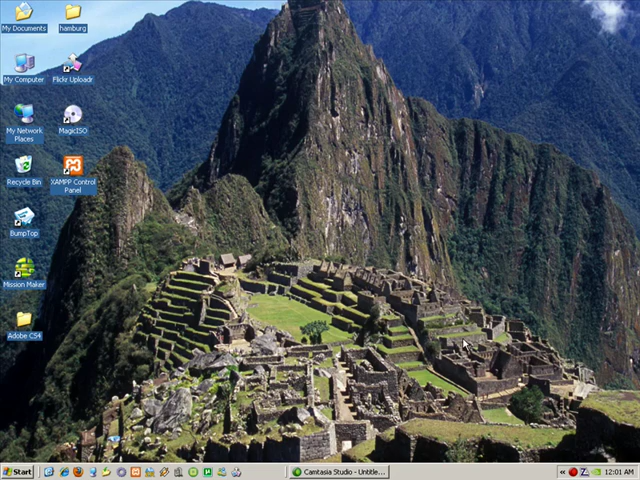 My Documents
hamburg
My Computer
Flickr Uploadr
My Network
Places
MagicISO
Recycle Bin
XAMPP Control
Panel
BumpTop
Mission Maker
Adobe CS4
Start
Camtasia Studio - Untitle...
12:01 AM